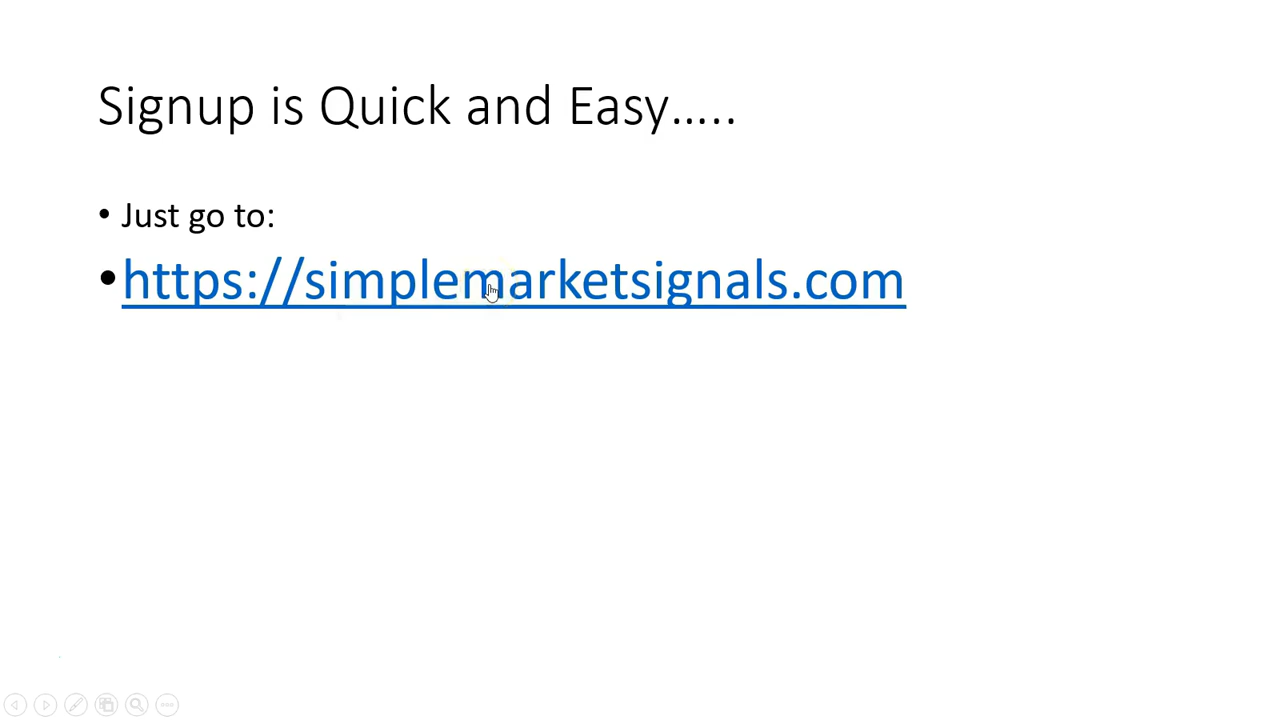 Signup is Quick and Easy.....
• Just go to:
• https://simplemarketsignals.com